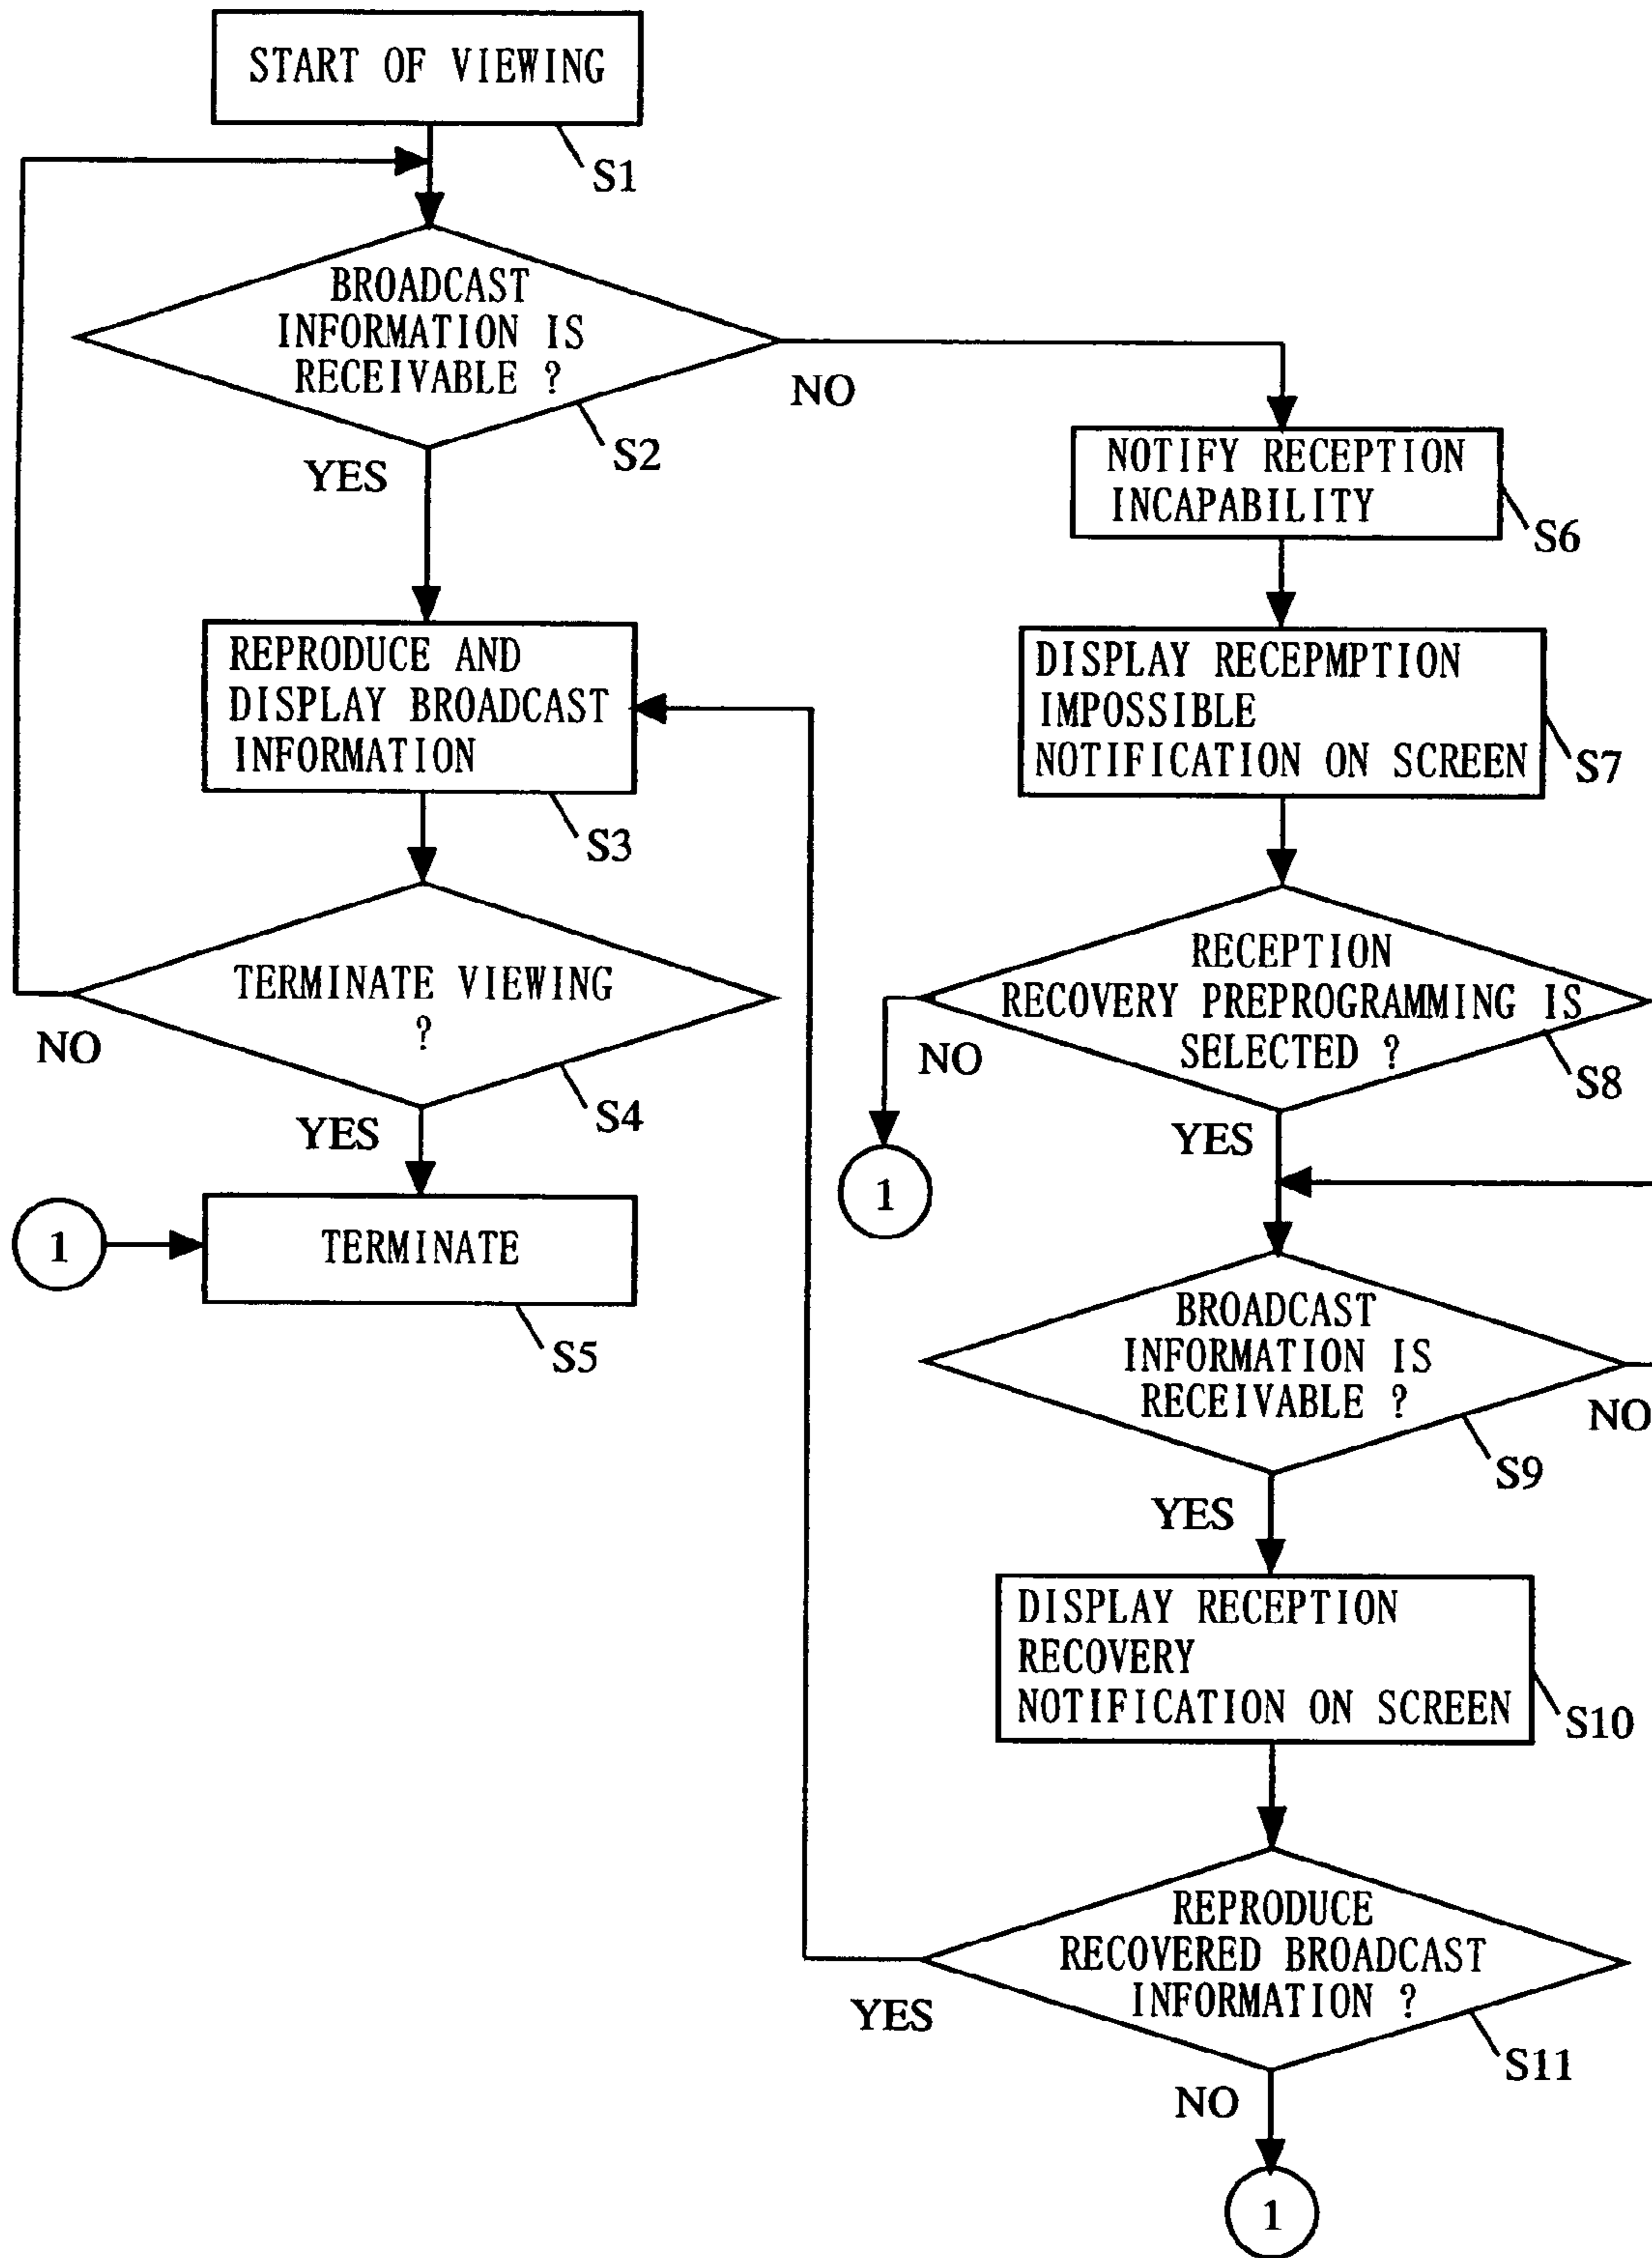 START OF VIEWING
S1
BROADCAST
INFORMATION IS
RECEIVABLE ?
S2
NO
YES
REPRODUCE AND
DISPLAY BROADCAST
INFORMATION
S3
TERMINATE VIEWING
?
S4
NO
YES
1
TERMINATE
S5
NOTIFY RECEPTION
INCAPABILITY
S6
DISPLAY RECEPMPTION
IMPOSSIBLE
NOTIFICATION ON SCREEN
S7
RECEPTION
RECOVERY PREPROGRAMMING IS
SELECTED ?
S8
NO
1
YES
BROADCAST
INFORMATION IS
RECEIVABLE ?
S9
NO
YES
DISPLAY RECEPTION
RECOVERY
NOTIFICATION ON SCREEN
S10
REPRODUCE
RECOVERED BROADCAST
INFORMATION ?
S11
YES
NO
1